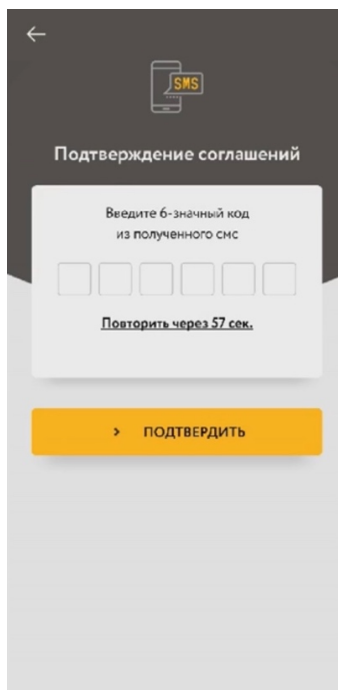 SMS
Подтверждение соглашений
Введите 6-значный код
из полученного смс
Повторить через 57 сек.
ПОДТВЕРДИТЬ